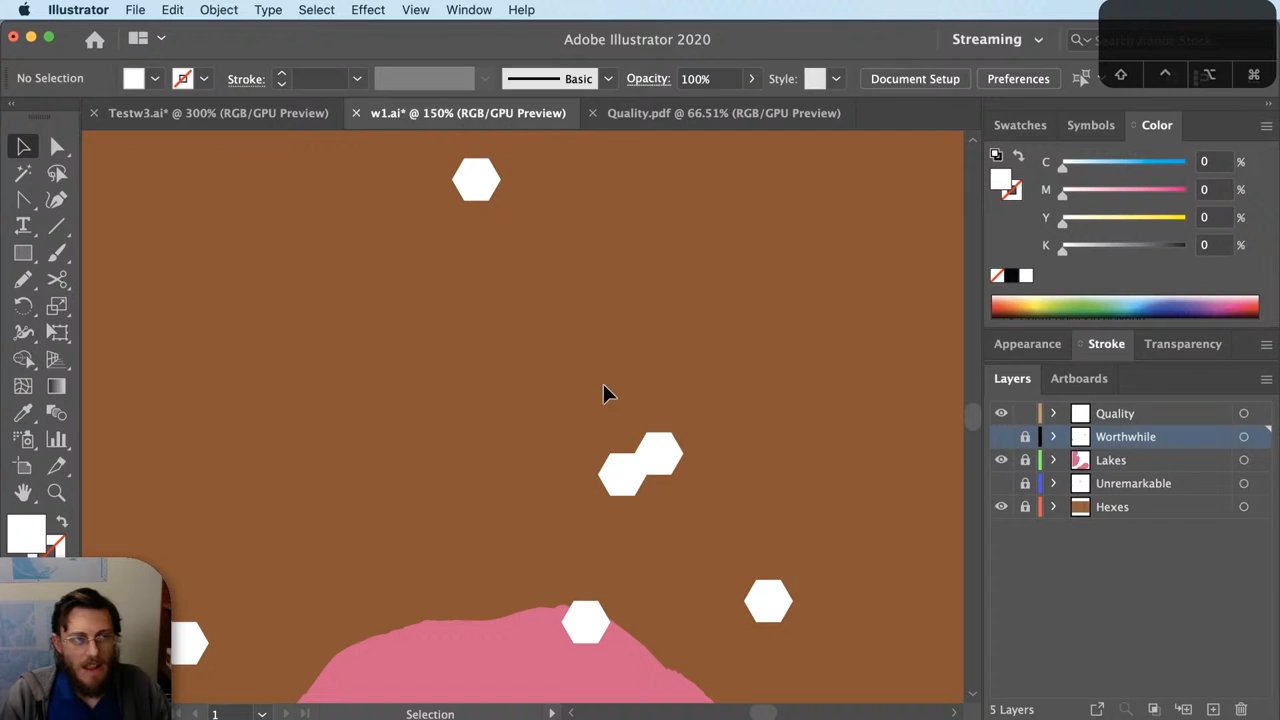 Illustrator File Edit Object Type Select Effect View Window Help
Adobe Illustrator 2020
Streaming
Search Adobe Stock
No Selection
Stroke:
Basic
Opacity: 100%
Style:
Document Setup
Preferences
Testw3.ai* @ 300% (RGB/GPU Preview)
w1.ai* @ 150% (RGB/GPU Preview)
Quality.pdf @ 66.51% (RGB/GPU Preview)
Swatches Symbols Color
C 0 %
M 0 %
Y 0 %
K 0 %
Appearance Stroke Transparency
Layers Artboards
Quality
Worthwhile
Lakes
Unremarkable
Hexes
1
Selection
5 Layers